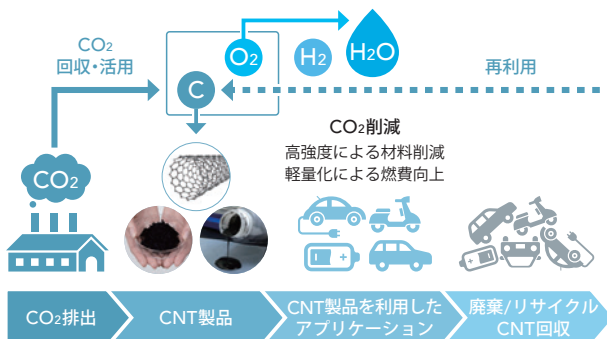 CO2
回収・活用
O2
H2
H2O
C
再利用
CO2
CO2削減
高強度による材料削減
軽量化による燃費向上
CO2排出
CNT製品
CNT製品を利用した
アプリケーション
廃棄/リサイクル
CNT回収